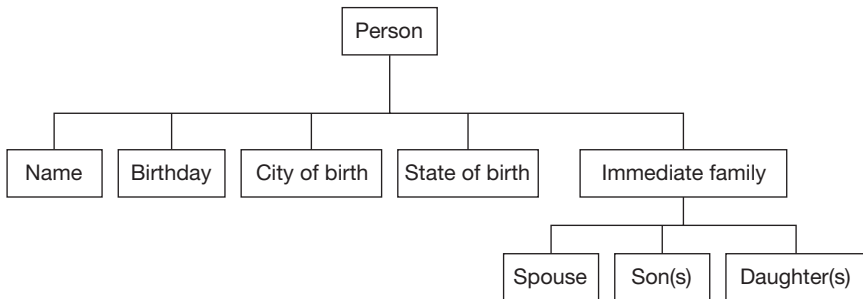 Person
Name
Birthday
City of birth
State of birth
Immediate family
Spouse
Son(s)
Daughter(s)